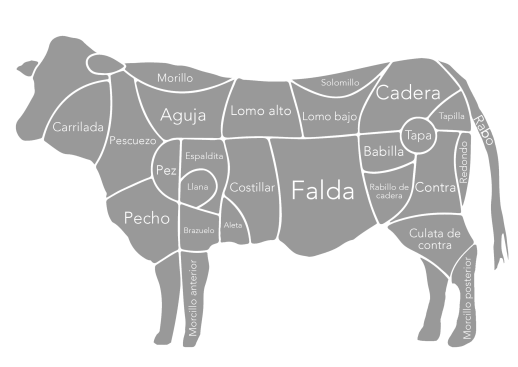 Morillo
Solomillo
Cadera
Aguja
Lomo alto
Lomo bajo
Tapilla
Carrilada
Pescuezo
Tapa
Rabo
Babilla
Redondo
Espaldita
Pez
Llana
Costillar
Falda
Rabillo de
cadera
Contra
Pecho
Brazuelo
Aleta
Culata de
contra
Morcillo anterior
Morcillo posterior